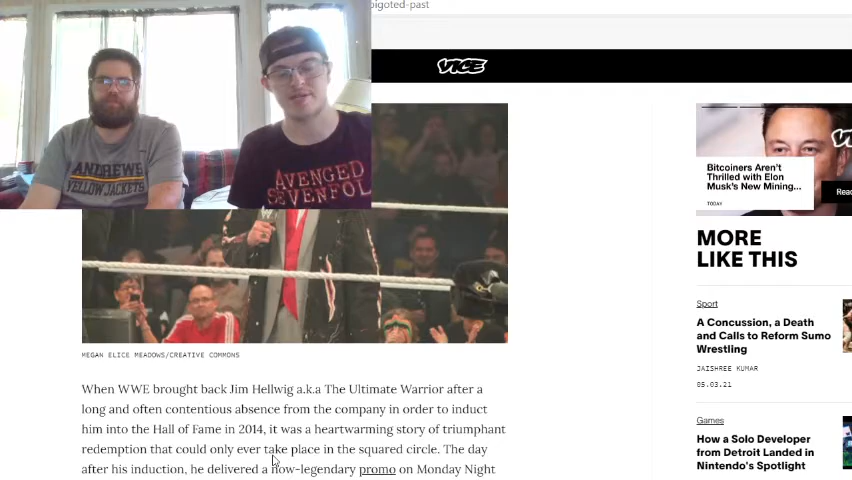 bigoted-past
VICE
ANDREWS
YELLOW JACKETS
AVENGED
SEVENFOL
Bitcoiners Aren't
Thrilled with Elon
Musk's New Mining...
TODAY
Read
MORE
LIKE THIS
Sport
A Concussion, a Death
and Calls to Reform Sumo
Wrestling
JAISHREE KUMAR
05.03.21
Games
How a Solo Developer
from Detroit Landed in
Nintendo's Spotlight
MEGAN ELICE MEADOWS/CREATIVE COMMONS
When WWE brought back Jim Hellwig a.k.a The Ultimate Warrior after a
long and often contentious absence from the company in order to induct
him into the Hall of Fame in 2014, it was a heartwarming story of triumphant
redemption that could only ever take place in the squared circle. The day
after his induction, he delivered a now-legendary promo on Monday Night